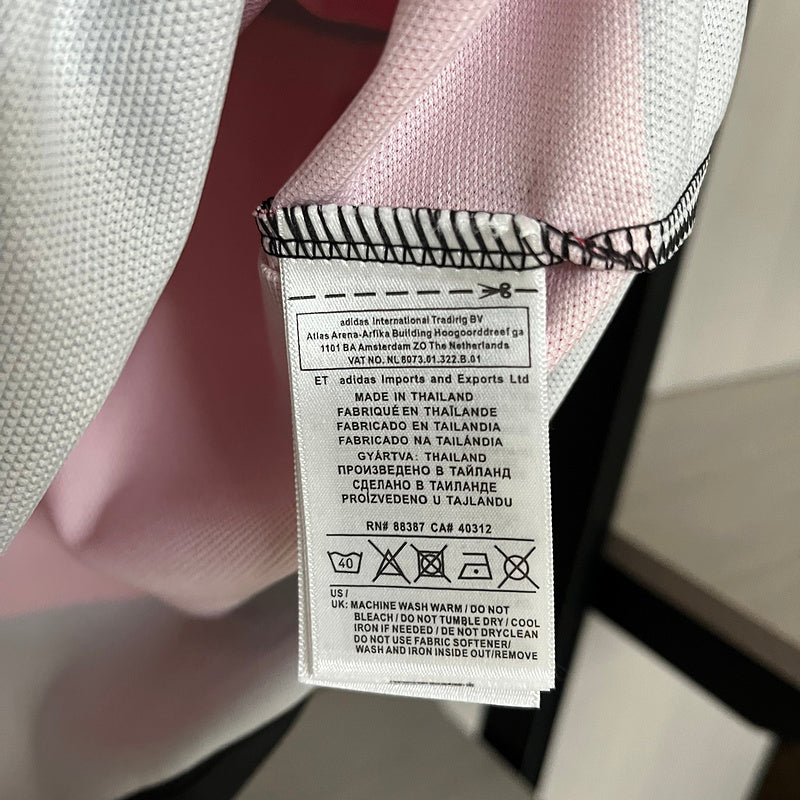 adidas International Tradirig BV
Atlas Arena-Arfika Building Hoogoorddreef ga
1101 BA Amsterdam ZO The Netherlands
VAT NO. NL 8073.01.322.B.01
ET adidas Imports and Exports Ltd
MADE IN THAILAND
FABRIQUÉ EN THAÏLANDE
FABRICADO EN TAILANDIA
FABRICADO NA TAILÁNDIA
GYÁRTVA: THAILAND
ПРОИЗВЕДЕНО В ТАЙЛАНД
СДЕЛАНО В ТАИЛАНДЕ
PROÏZVEDENO U TAJLANDU
RN# 88387 CA# 40312
40
US /
UK: MACHINE WASH WARM / DO NOT
BLEACH / DO NOT TUMBLE DRY / COOL
IRON IF NEEDED / DE NOT DRYCLEAN
DO NOT USE FABRIC SOFTENER/
WASH AND IRON INSIDE OUT/REMOVE